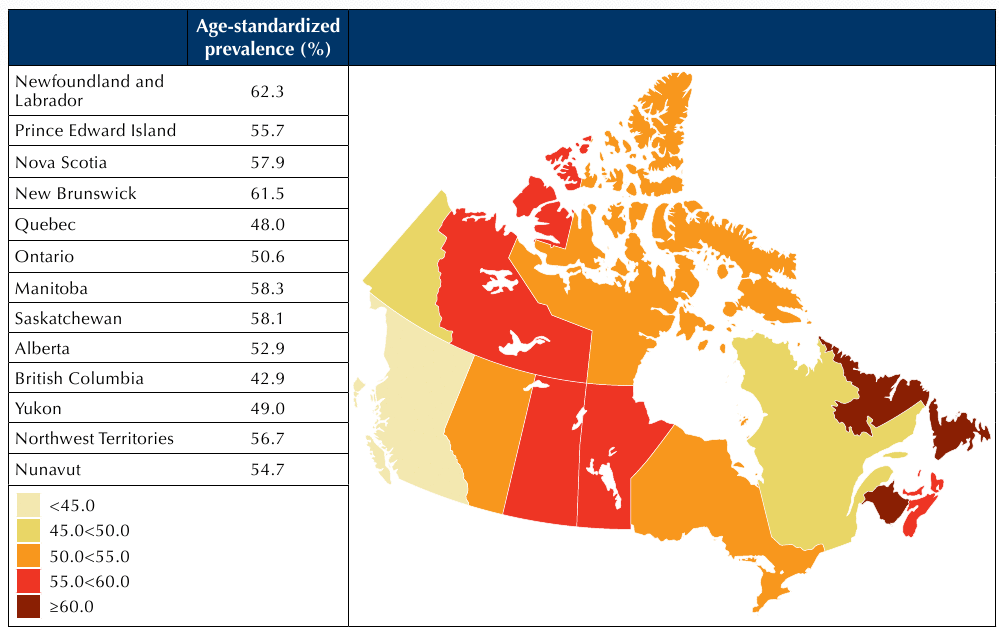 Age-standardized
prevalence (%)
Newfoundland and
Labrador
62.3
Prince Edward Island 55.7
Nova Scotia 57.9
New Brunswick 61.5
Quebec 48.0
Ontario 50.6
Manitoba 58.3
Saskatchewan 58.1
Alberta 52.9
British Columbia 42.9
Yukon 49.0
Northwest Territories 56.7
Nunavut 54.7
<45.0
45.0<50.0
50.0<55.0
55.0<60.0
≥60.0